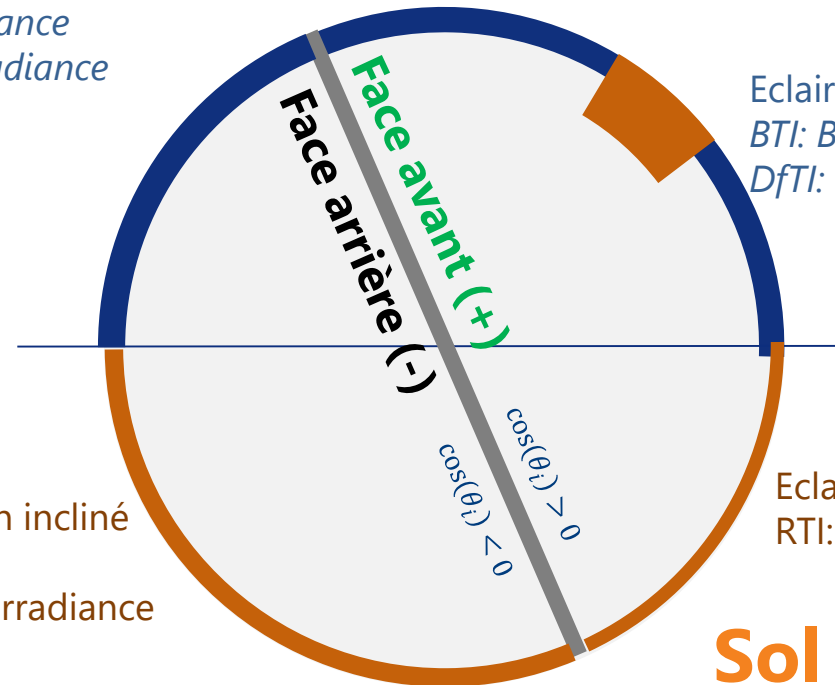 ance
diance
Eclair
BTI: B
DfTI:
Face avant (+)
Face arrière (-)
cos(θᵢ) > 0
cos(θᵢ) < 0
n incliné
rradiance
Ecla
RTI:
Sol